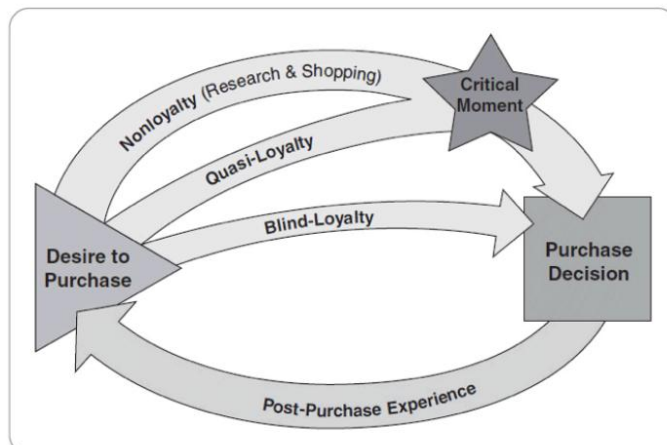 Nonloyalty (Research & Shopping)
Critical
Moment
Quasi-Loyalty
Blind-Loyalty
Desire to
Purchase
Purchase
Decision
Post-Purchase Experience